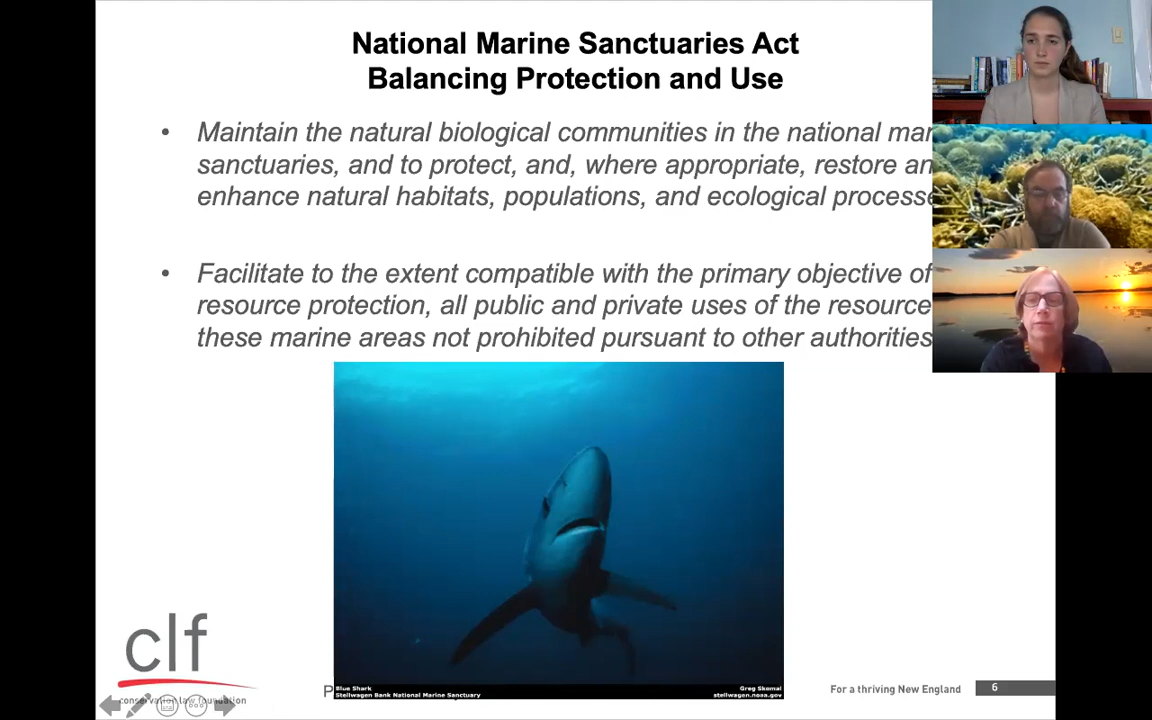 National Marine Sanctuaries Act
Balancing Protection and Use
• Maintain the natural biological communities in the national mar
sanctuaries, and to protect, and, where appropriate, restore an
enhance natural habitats, populations, and ecological processe
• Facilitate to the extent compatible with the primary objective of
resource protection, all public and private uses of the resource
these marine areas not prohibited pursuant to other authorities
Blue Shark
Stellwagen Bank National Marine Sanctuary
Greg Skomal
stellwagen.noaa.gov
clf
conservation law foundation
For a thriving New England
6